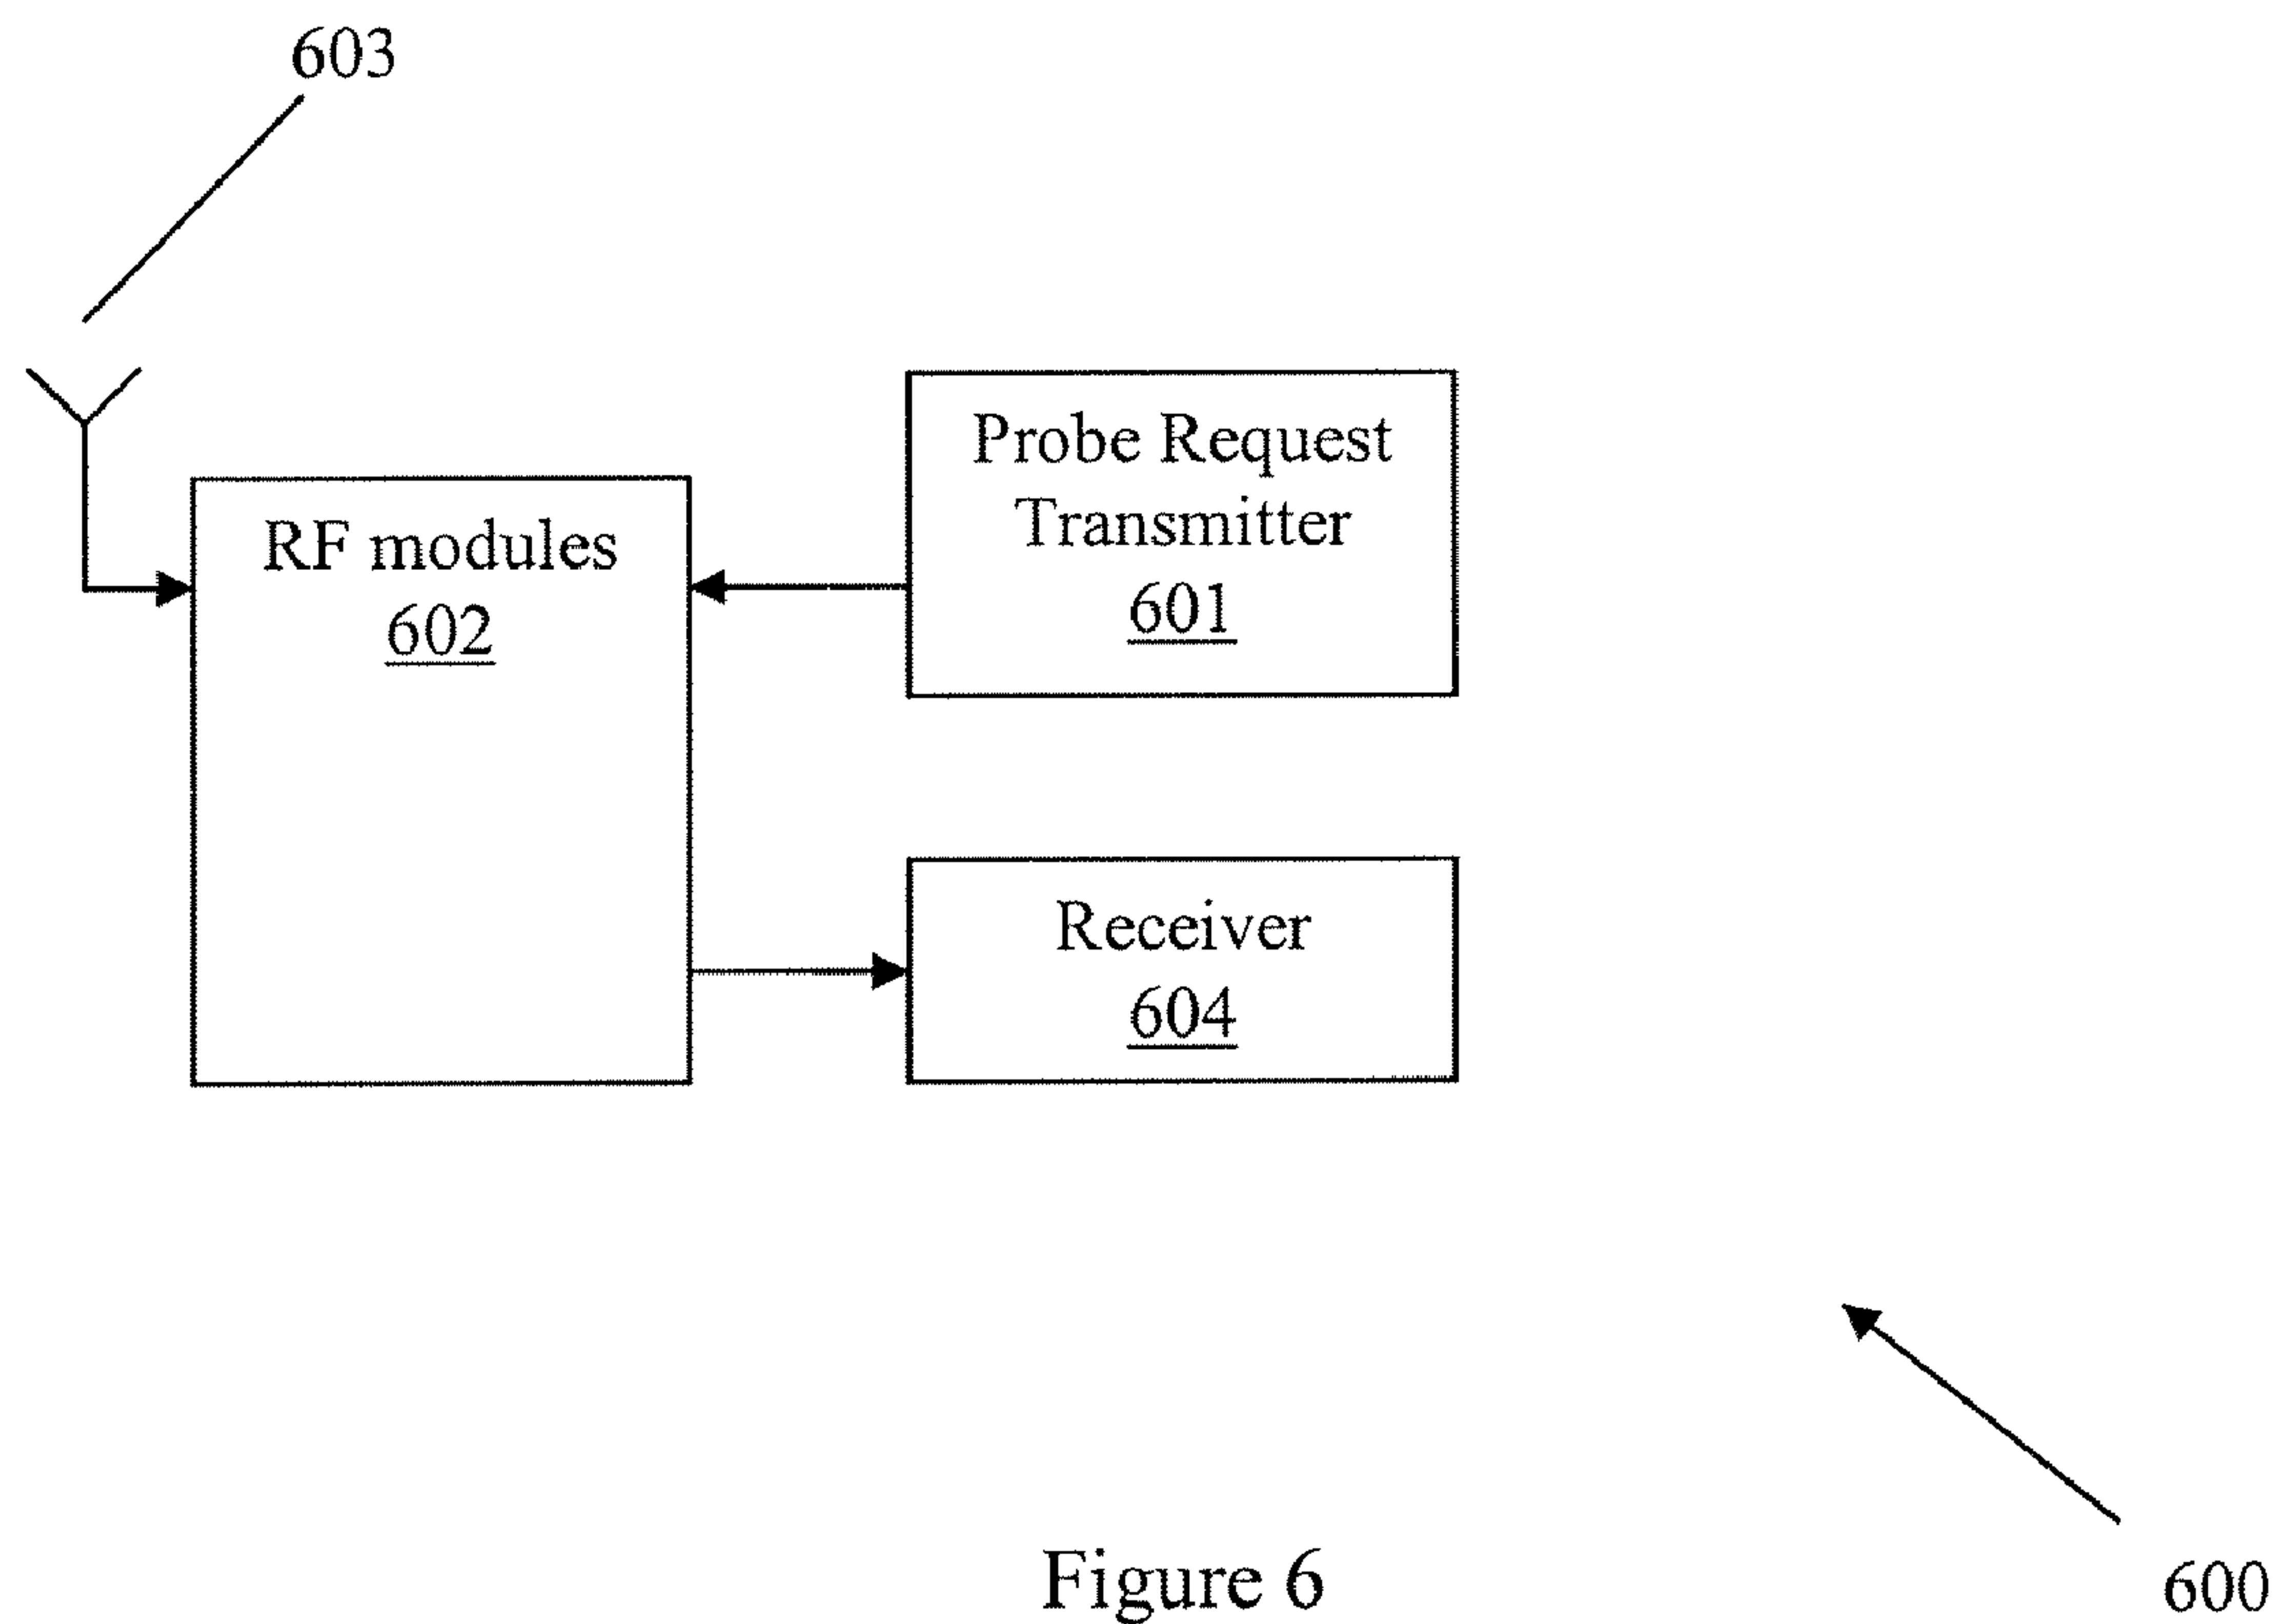 603
Probe Request
Transmitter
601
RF modules
602
Receiver
604
Figure 6
600